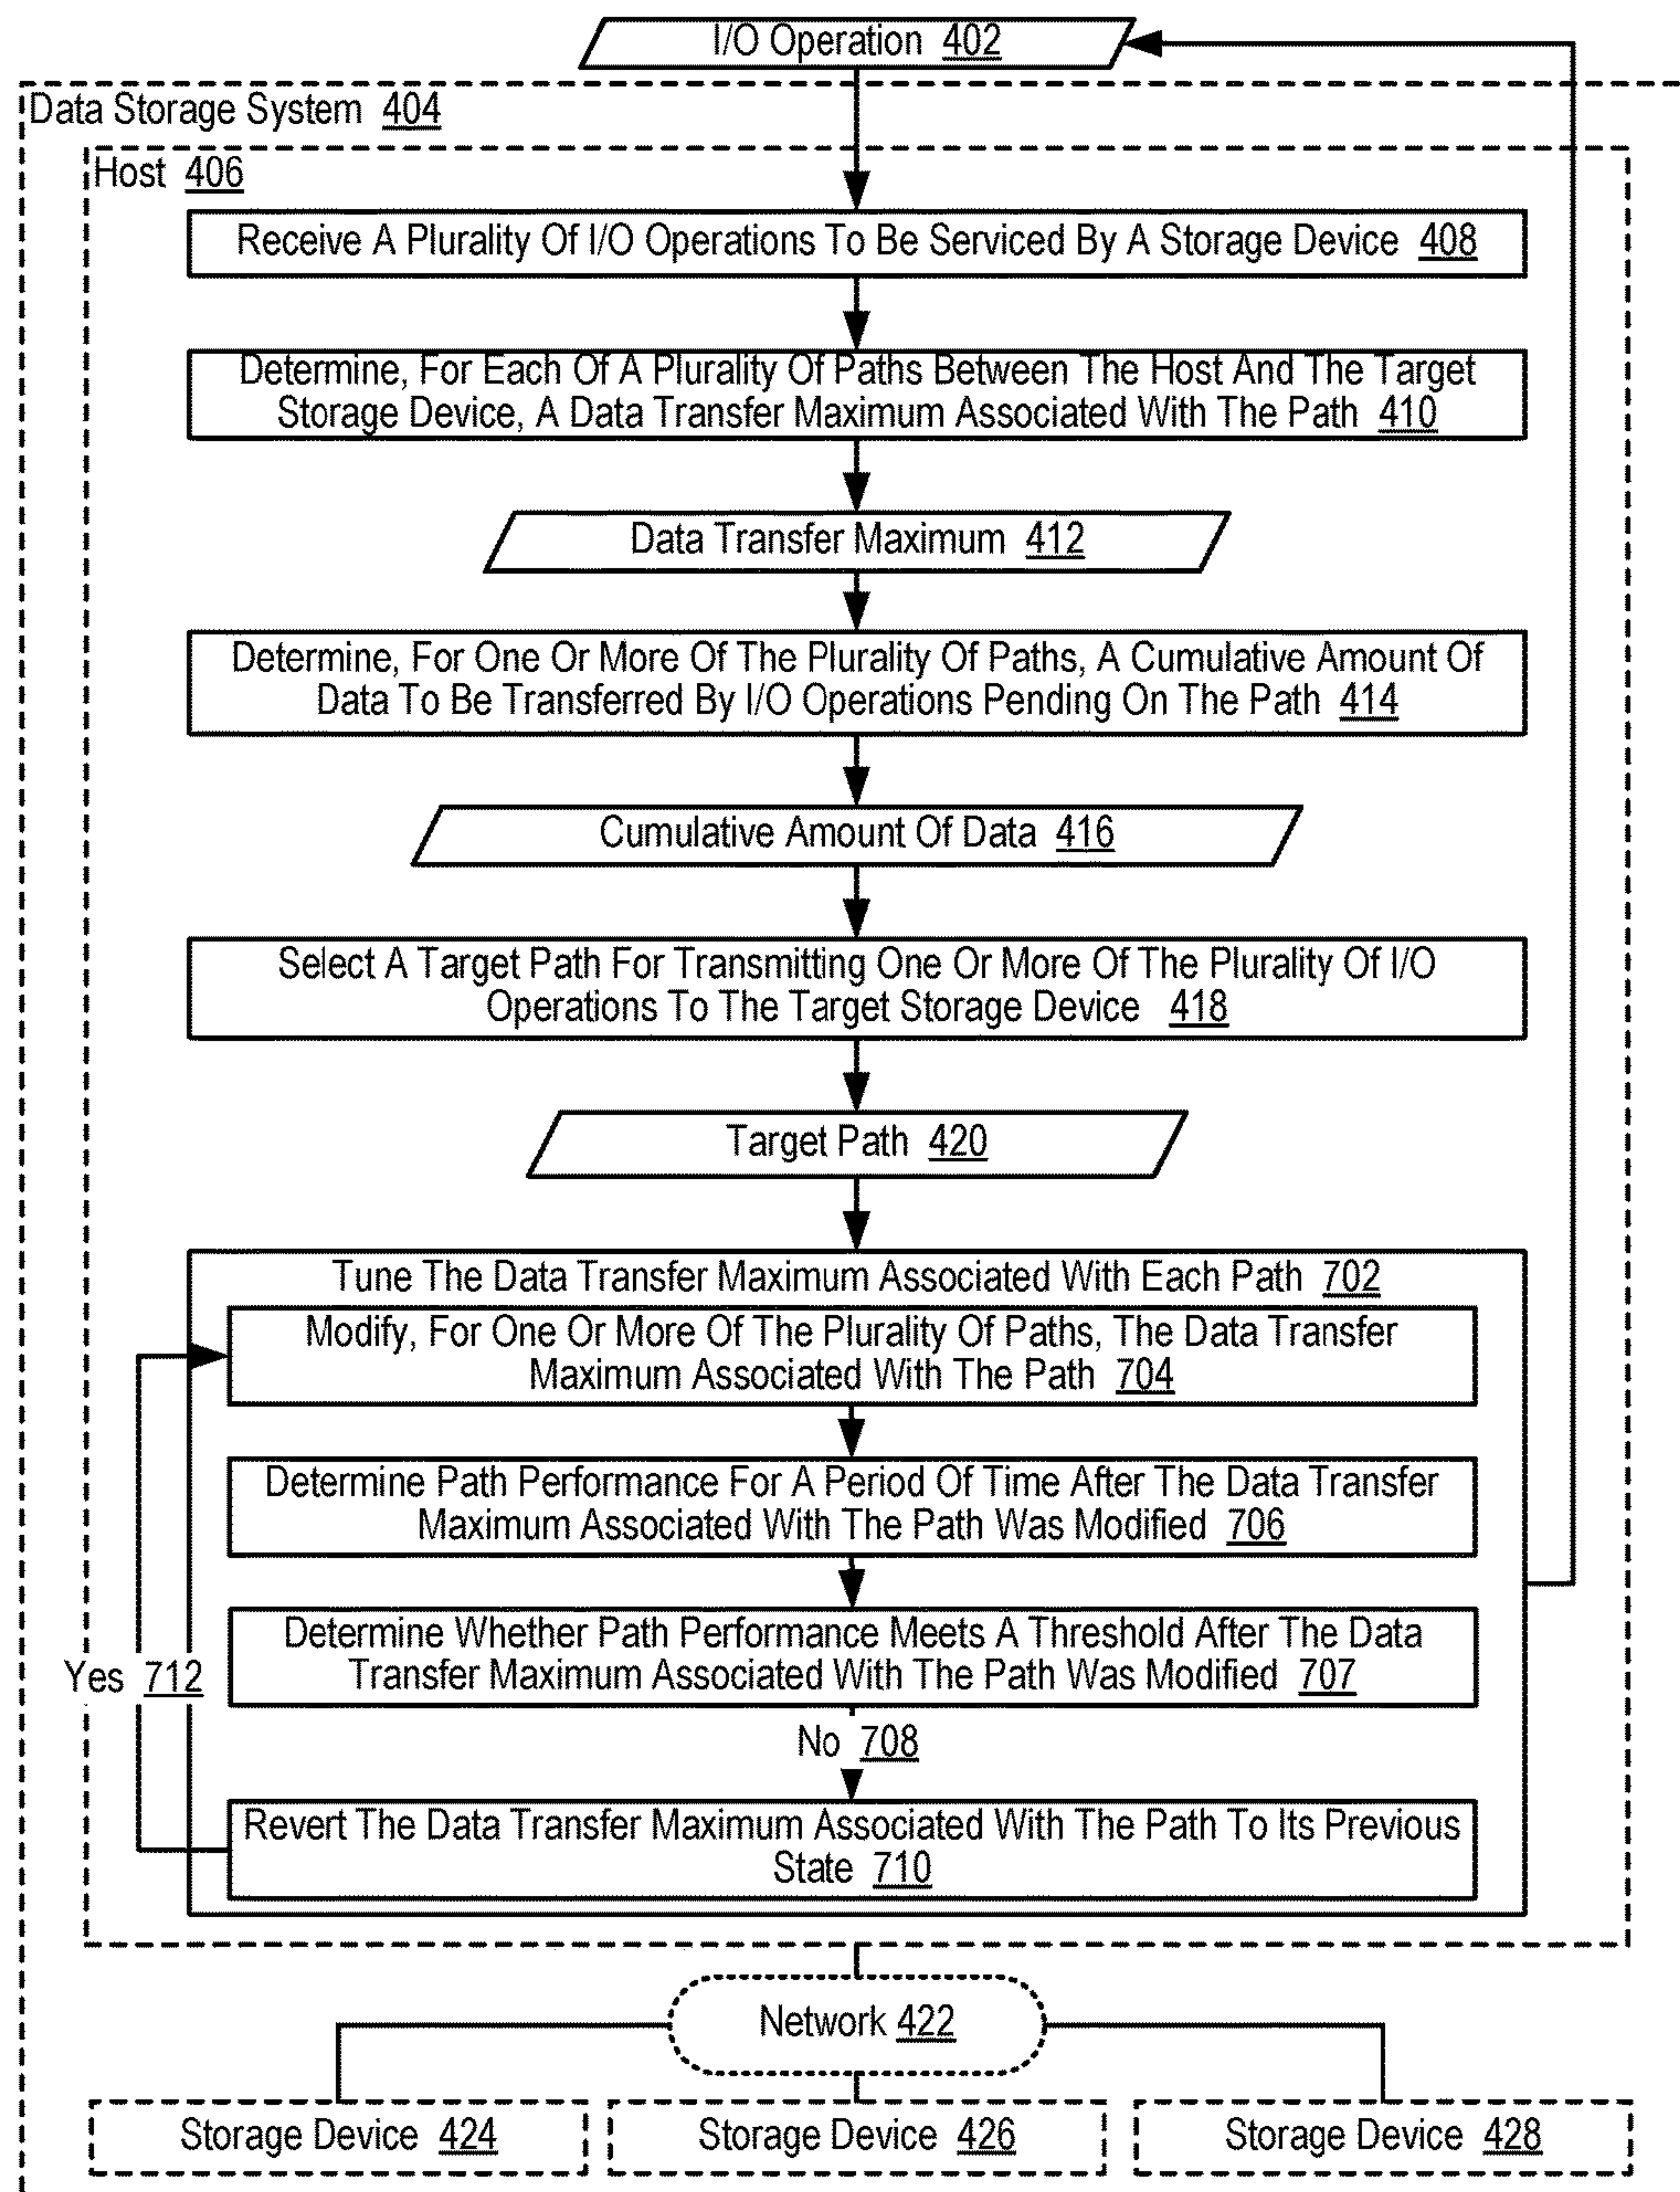 I/O Operation 402
Data Storage System 404
Host 406
Receive A Plurality Of I/O Operations To Be Serviced By A Storage Device 408
Determine, For Each Of A Plurality Of Paths Between The Host And The Target
Storage Device, A Data Transfer Maximum Associated With The Path 410
Data Transfer Maximum 412
Determine, For One Or More Of The Plurality Of Paths, A Cumulative Amount Of
Data To Be Transferred By I/O Operations Pending On The Path 414
Cumulative Amount Of Data 416
Select A Target Path For Transmitting One Or More Of The Plurality Of I/O
Operations To The Target Storage Device 418
Target Path 420
Tune The Data Transfer Maximum Associated With Each Path 702
Modify, For One Or More Of The Plurality Of Paths, The Data Transfer
Maximum Associated With The Path 704
Determine Path Performance For A Period Of Time After The Data Transfer
Maximum Associated With The Path Was Modified 706
Determine Whether Path Performance Meets A Threshold After The Data
Transfer Maximum Associated With The Path Was Modified 707
Yes 712
No 708
Revert The Data Transfer Maximum Associated With The Path To Its Previous
State 710
Network 422
Storage Device 424
Storage Device 426
Storage Device 428